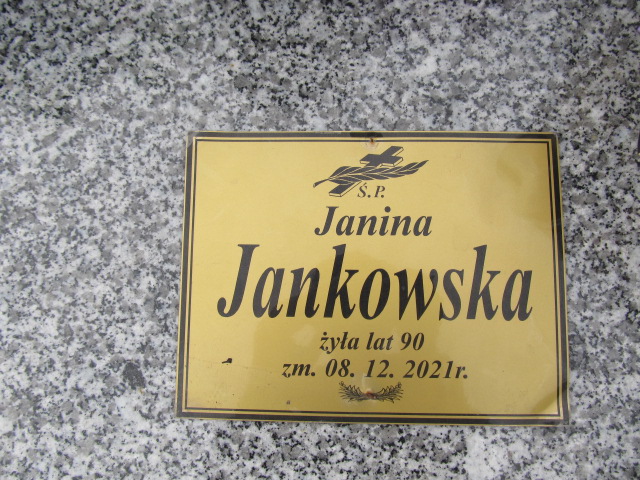 Ś. P.
Janina
Jankowska
żyła lat 90
zm. 08. 12. 2021r.